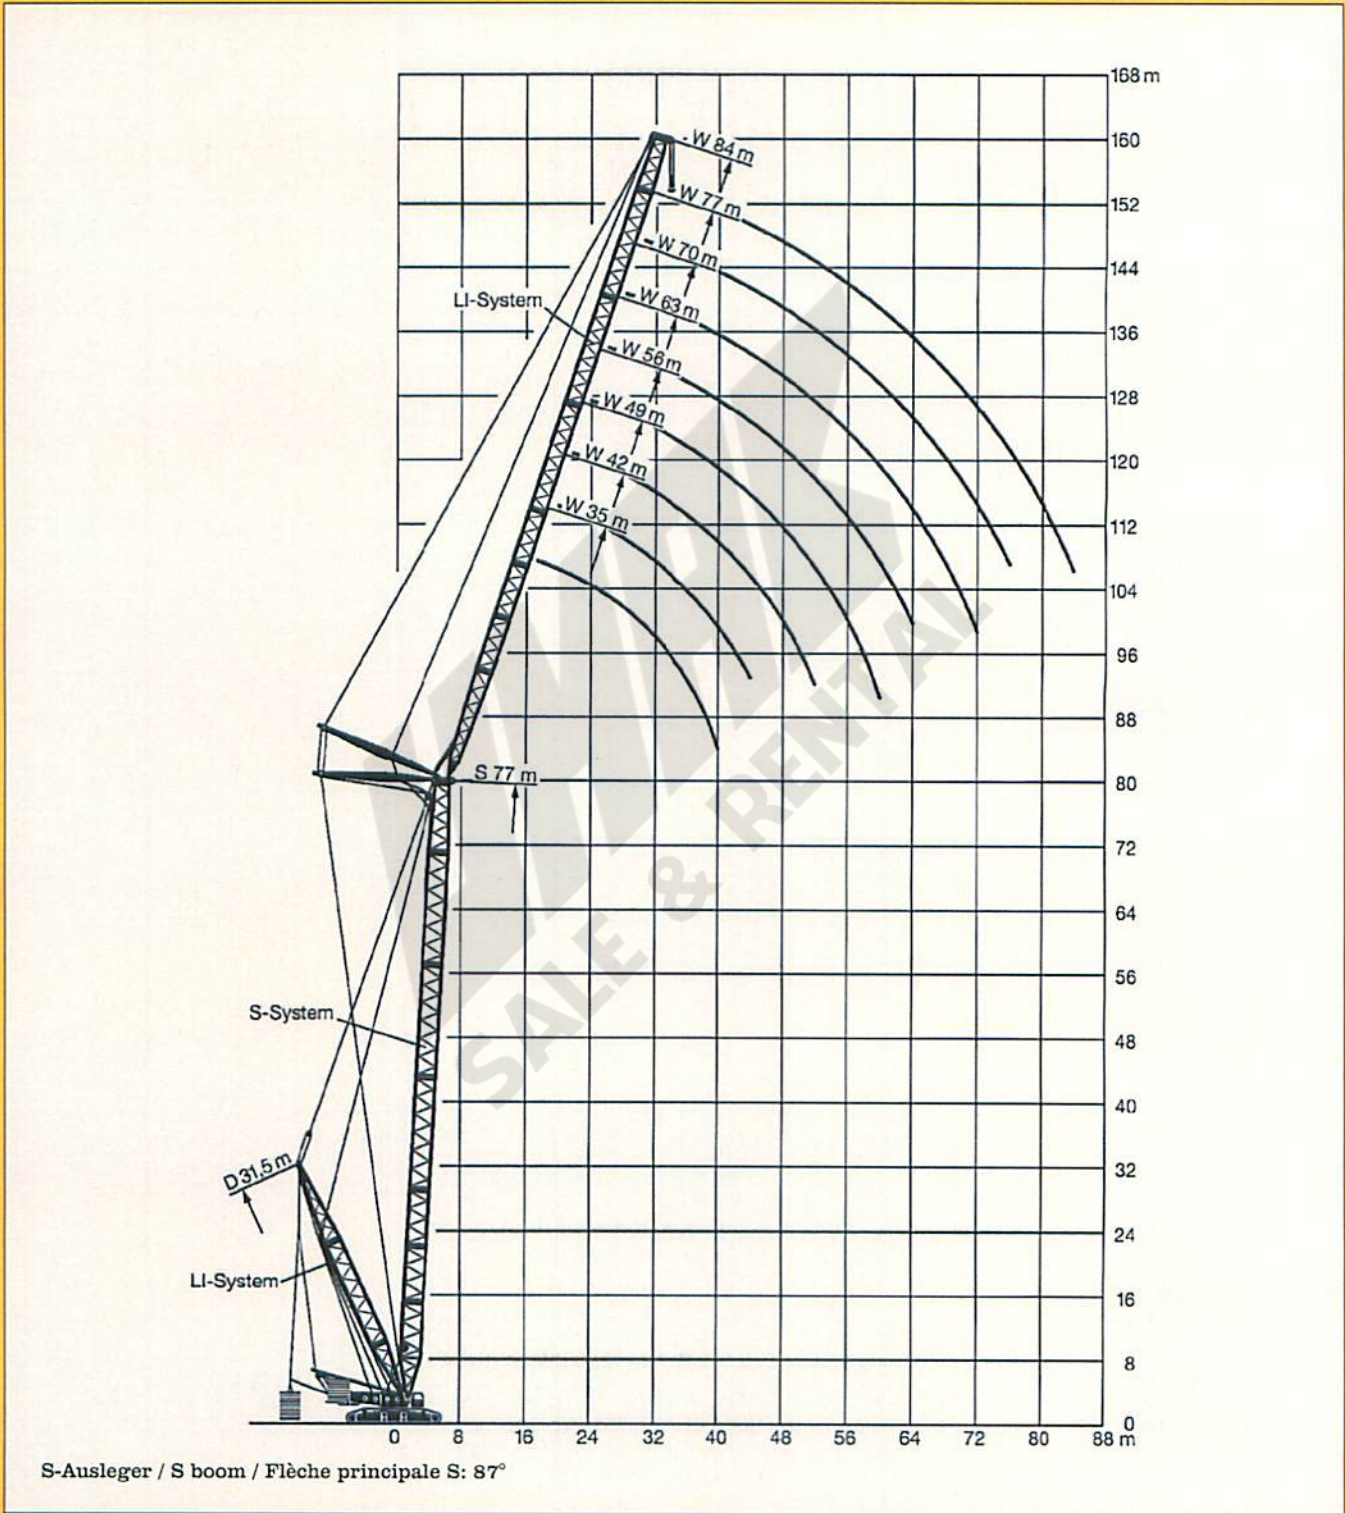 168 m
160
152
144
136
128
120
112
104
96
88
80
72
64
56
48
40
32
24
16
8
0
W 84 m
W 77 m
W 70 m
W 63 m
W 56 m
W 49 m
W 42 m
W 35 m
LI-System
S 77 m
S-System
D 31,5 m
LI-System
0 8 16 24 32 40 48 56 64 72 80 88 m
S-Ausleger / S boom / Flèche principale S: 87°
SALE & RENTAL